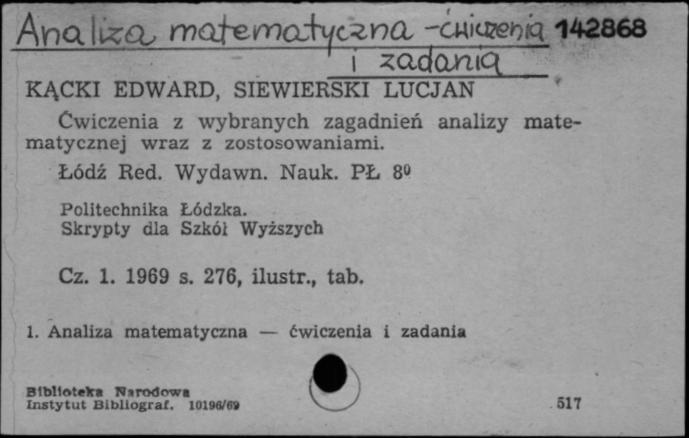 Analiza matematyczna - ćwiczenia 142868
i zadania
KĄCKI EDWARD, SIEWIERSKI LUCJAN
Ćwiczenia z wybranych zagadnień analizy mate-
matycznej wraz z zostosowaniami.
Łódź Red. Wydawn. Nauk. PŁ 8º
Politechnika Łódzka.
Skrypty dla Szkół Wyższych
Cz. 1. 1969 s. 276, ilustr., tab.
1. Analiza matematyczna — ćwiczenia i zadania
Biblioteka Narodowa
Instytut Bibliograf. 10196/69 517